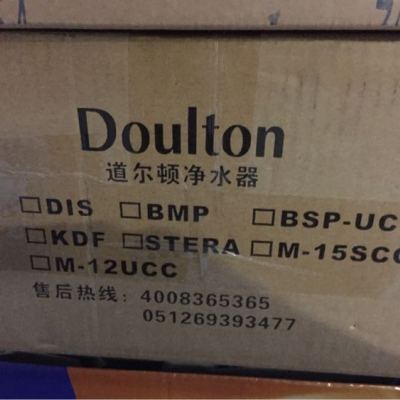 Doulton
道尔顿净水器
□DIS □BMP □BSP-UC
□KDF □STERA □M-15SCC
□M-12UCC
售后热线: 4008365365
051269393477